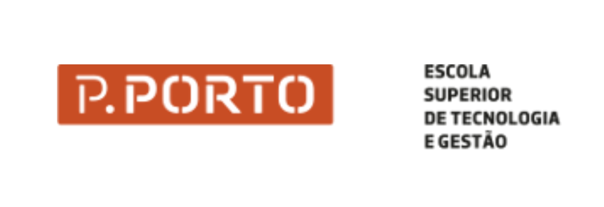 P.PORTO
ESCOLA
SUPERIOR
DE TECNOLOGIA
E GESTÃO